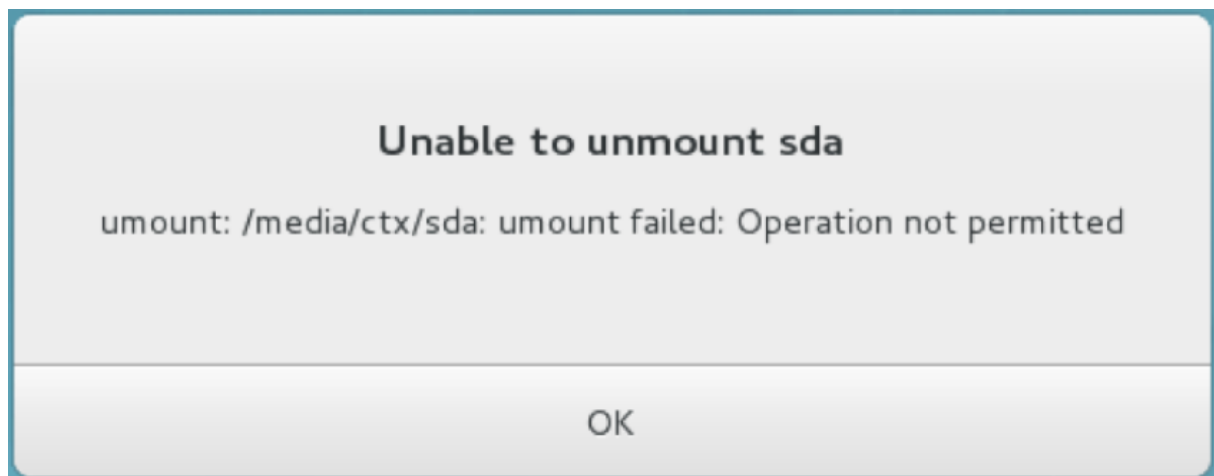 Unable to unmount sda
umount: /media/ctx/sda: umount failed: Operation not permitted
OK